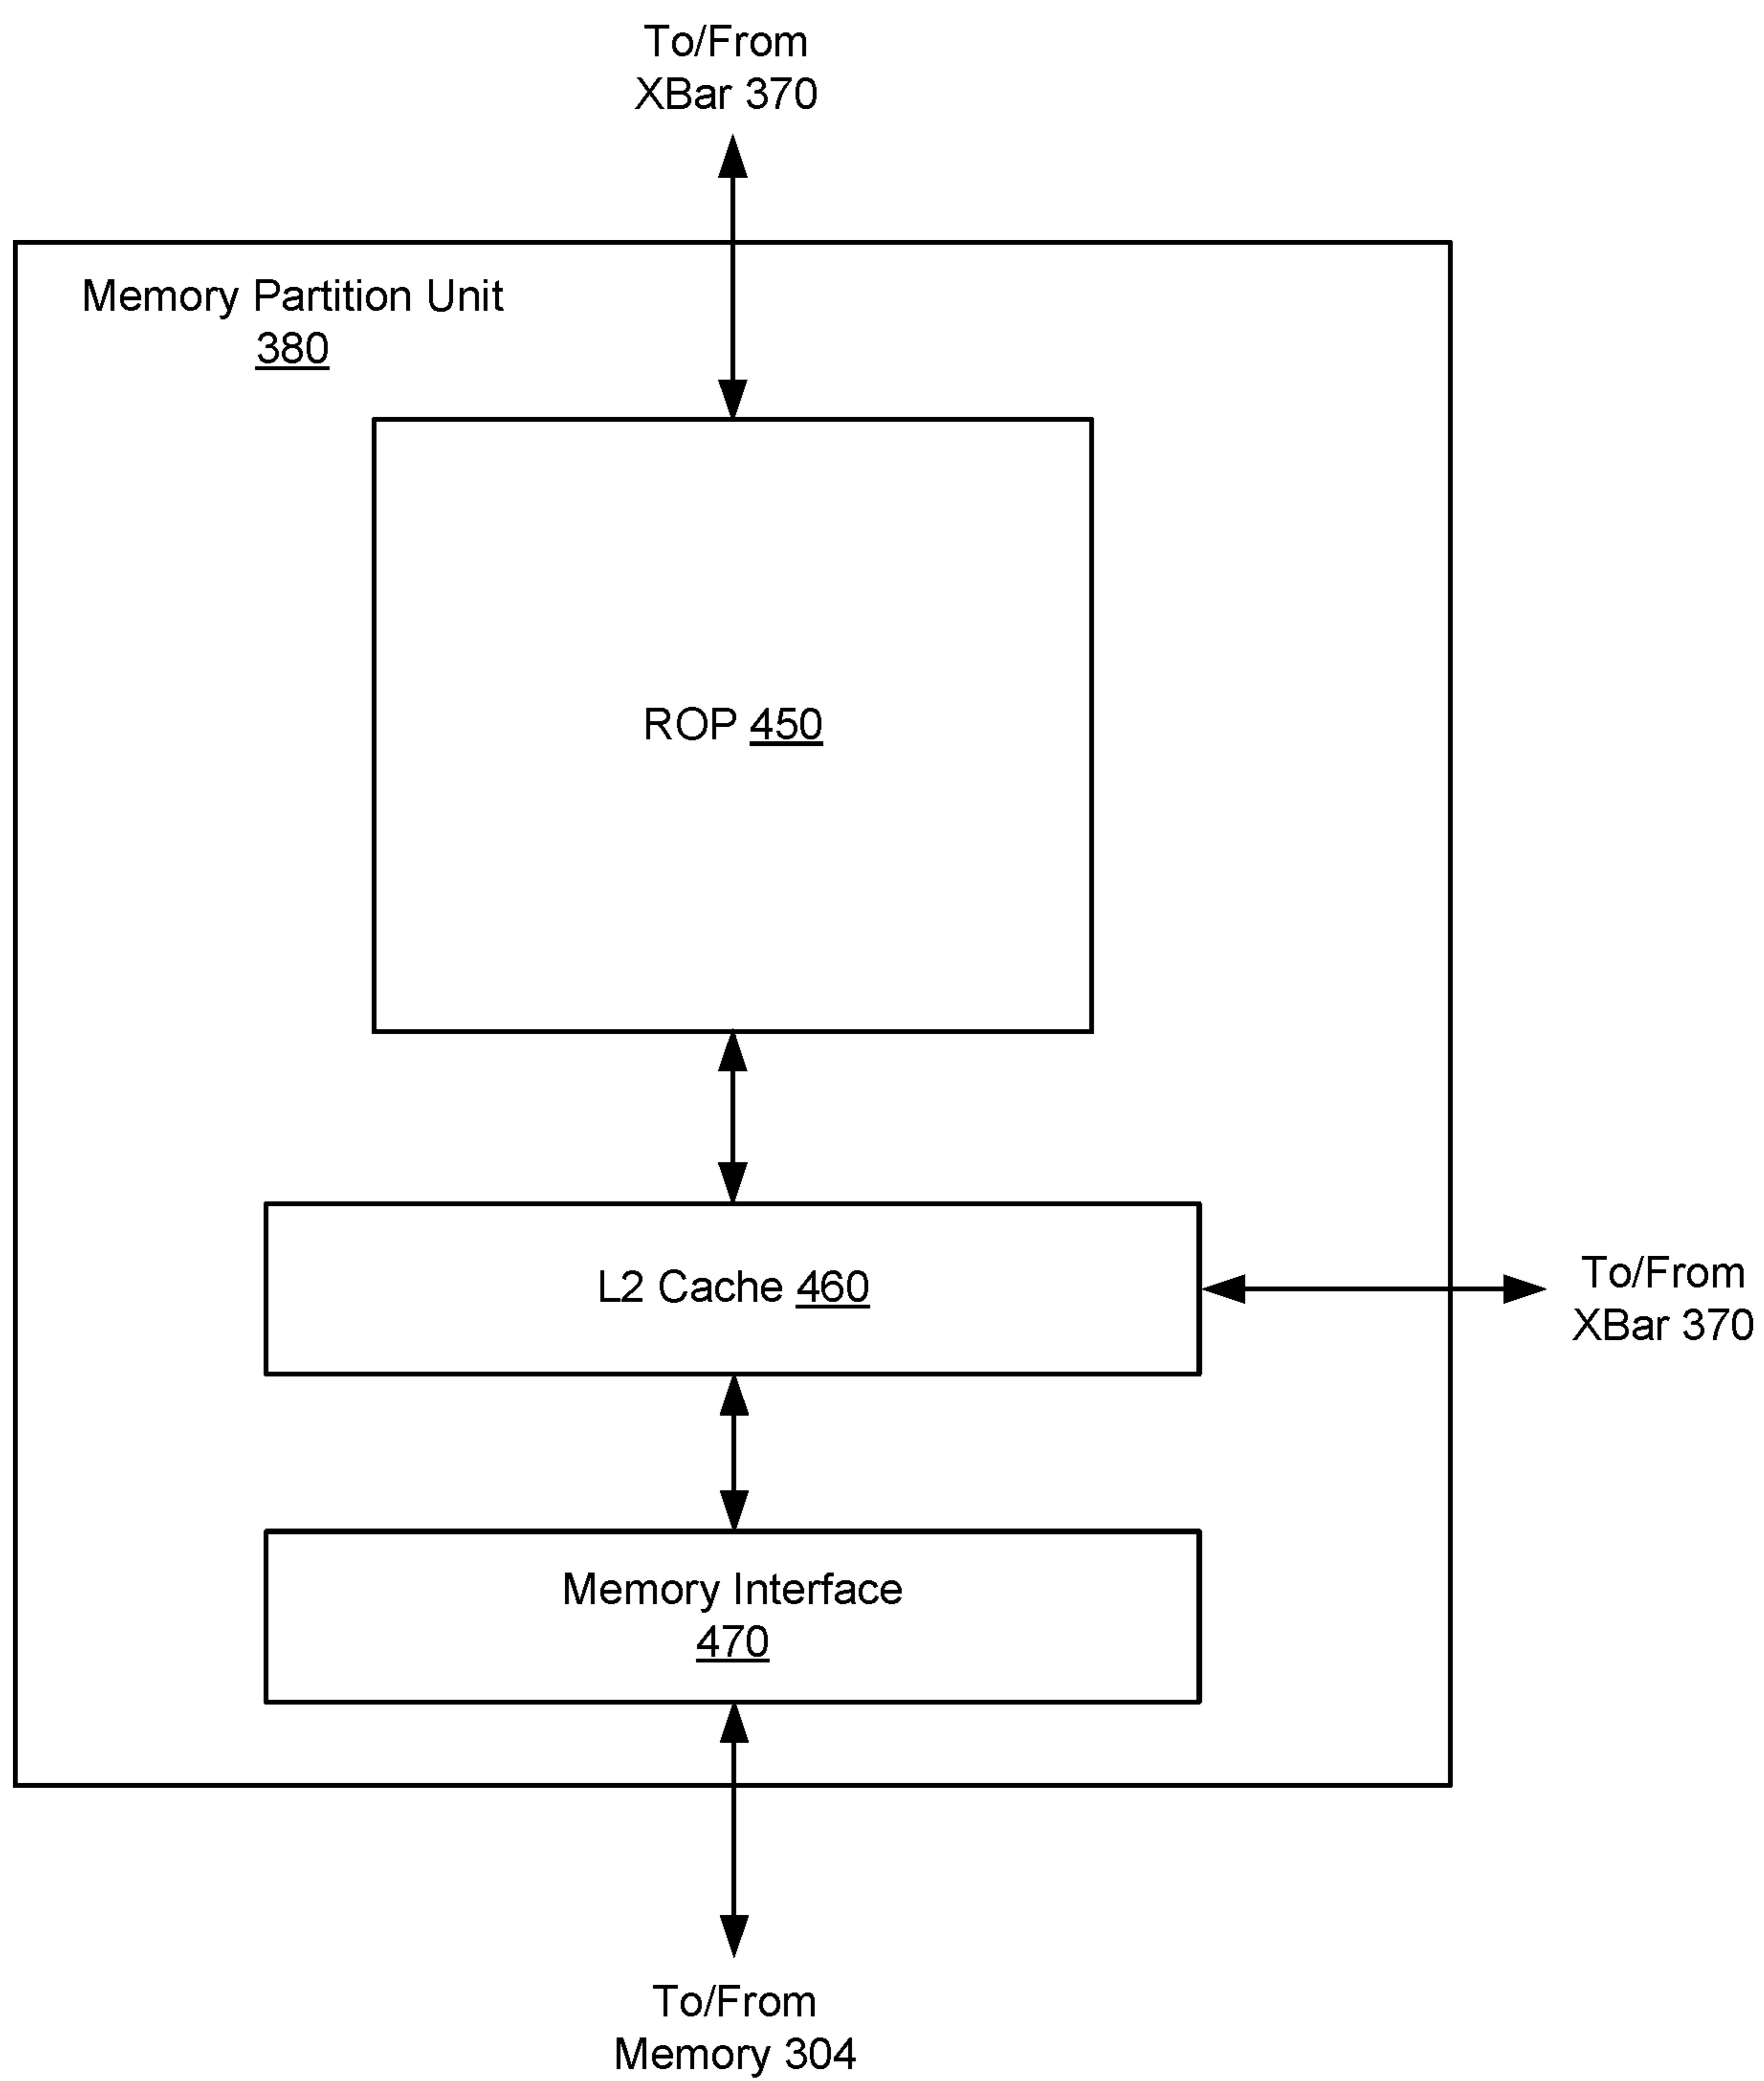 To/From
XBar 370
Memory Partition Unit
380
ROP 450
L2 Cache 460
To/From
XBar 370
Memory Interface
470
To/From
Memory 304